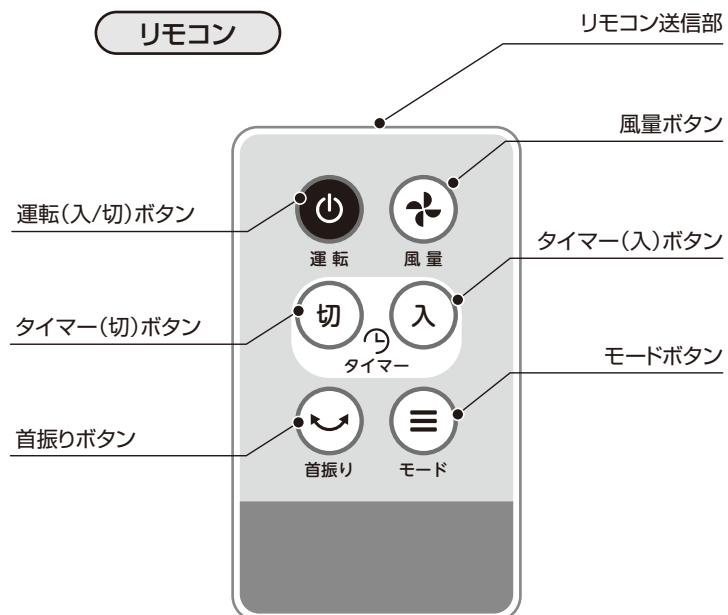 リモコン
リモコン送信部
風量ボタン
運転(入/切)ボタン
運転
風量
タイマー(入)ボタン
切
入
タイマー(切)ボタン
タイマー
モードボタン
首振りボタン
首振り
モード